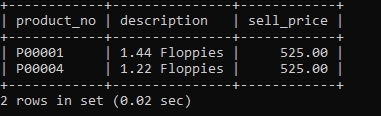 +------------+---------------+------------+
| product_no | description   | sell_price |
+------------+---------------+------------+
| P00001     | 1.44 Floppies |     525.00 |
| P00004     | 1.22 Floppies |     525.00 |
+------------+---------------+------------+
2 rows in set (0.02 sec)